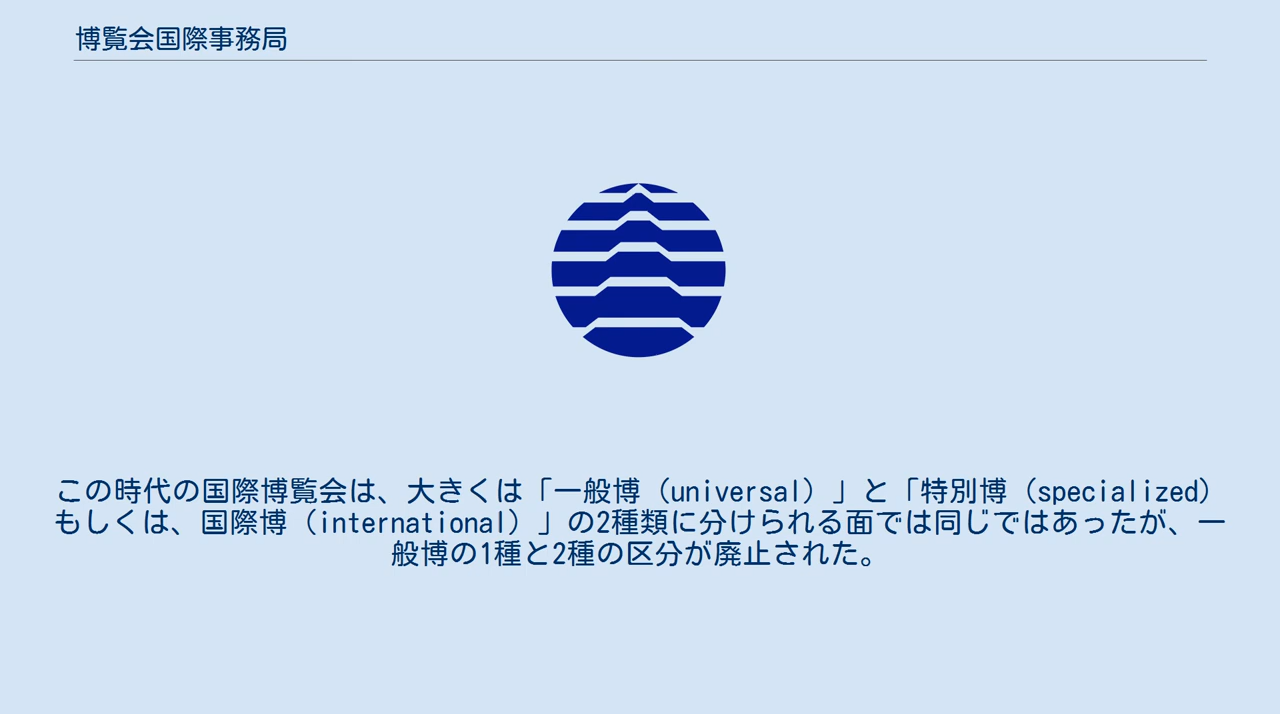 博覧会国際事務局
この時代の国際博覧会は、大きくは「一般博（universal）」と「特別博（specialized）
もしくは、国際博（international）」の2種類に分けられる面では同じではあったが、一
般博の1種と2種の区分が廃止された。